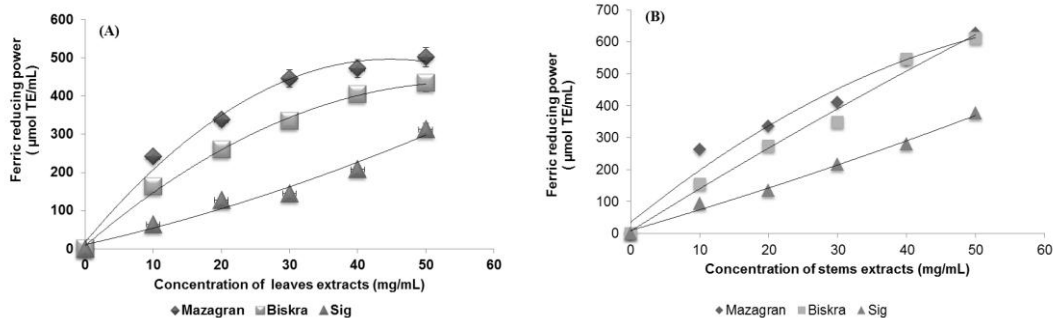 (A)
Ferric reducing power
( µmol TE/mL)
600
500
400
300
200
100
0
0 10 20 30 40 50 60
Concentration of leaves extracts (mg/mL)
Mazagran Biskra Sig
(B)
Ferric reducing power
( µmol TE/mL)
700
600
500
400
300
200
100
0
0 10 20 30 40 50 60
Concentration of stems extracts (mg/mL)
Mazagran Biskra Sig